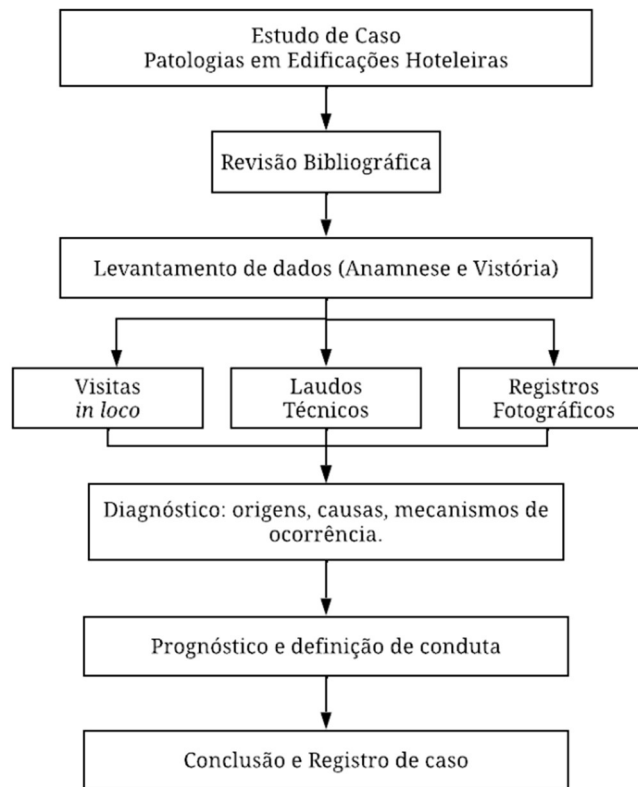 Estudo de Caso
Patologias em Edificações Hoteleiras
Revisão Bibliográfica
Levantamento de dados (Anamnese e Vistória)
Visitas
in loco
Laudos
Técnicos
Registros
Fotográficos
Diagnóstico: origens, causas, mecanismos de
ocorrência.
Prognóstico e definição de conduta
Conclusão e Registro de caso